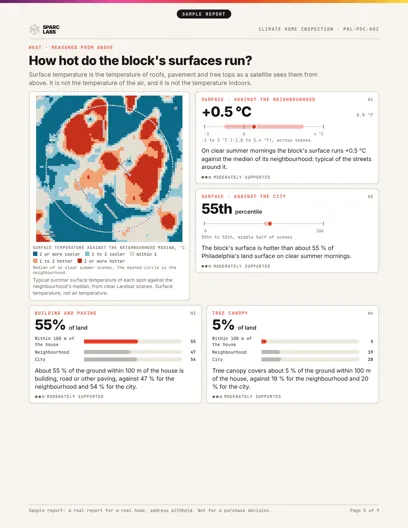 SAMPLE REPORT
SPARC
LABS
CLIMATE HOME INSPECTION · PHL-POC-002
HEAT · MEASURED FROM ABOVE
How hot do the block's surfaces run?
Surface temperature is the temperature of roofs, pavement and tree tops as a satellite sees them from
above. It is not the temperature of the air, and it is not the temperature indoors.
SURFACE TEMPERATURE AGAINST THE NEIGHBOURHOOD MEDIAN, °C
2 or more cooler
1 to 2 cooler
within 1
1 to 2 hotter
2 or more hotter
Median of
clear summer scenes. The dashed circle is the
neighbourhood.
Typical summer surface temperature of each spot against the
neighbourhood's median, from clear Landsat scenes. Surface
temperature, not air temperature.
SURFACE · AGAINST THE NEIGHBOURHOOD
#1
+0.5 °C
0.9 °F
0
4 °C
across scenes
On clear summer mornings the block's surface runs +0.5 °C
against the median of its neighbourhood: typical of the streets
around it.
MODERATELY SUPPORTED
SURFACE · AGAINST THE CITY
#2
55th percentile
0
100
middle half of scenes
The block's surface is hotter than about 55 % of
Philadelphia's land surface on clear summer mornings.
MODERATELY SUPPORTED
BUILDING AND PAVING
#3
55% of land
Within 100 m of
the house
55
Neighbourhood
47
City
54
About 55 % of the ground within 100 m of the house is
building, road or other paving, against 47 % for the
neighbourhood and 54 % for the city.
MODERATELY SUPPORTED
TREE CANOPY
#4
5% of land
Within 100 m of
the house
5
Neighbourhood
19
City
20
Tree canopy covers about 5 % of the ground within 100 m
of the house, against 19 % for the neighbourhood and 20
% for the city.
MODERATELY SUPPORTED
Sample report: a real report for a real home, address withheld. Not for a purchase decision.
Page 5 of 9